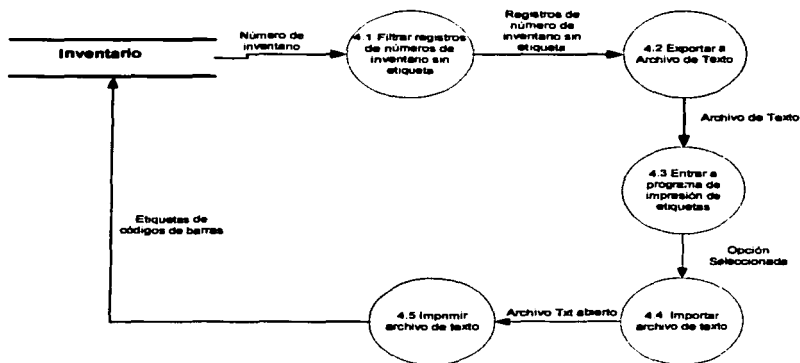 Inventario
Número de
inventario
4.1 Filtrar registros
de números de
inventario sin
etiqueta
Registros de
número de
inventario sin
etiqueta
4.2 Exportar a
Archivo de Texto
Archivo de Texto
4.3 Entrar a
programa de
impresión de
etiquetas
Opción
Seleccionada
4.4 Importar
archivo de texto
Archivo Txt abierto
4.5 Imprimir
archivo de texto
Etiquetas de
códigos de barras